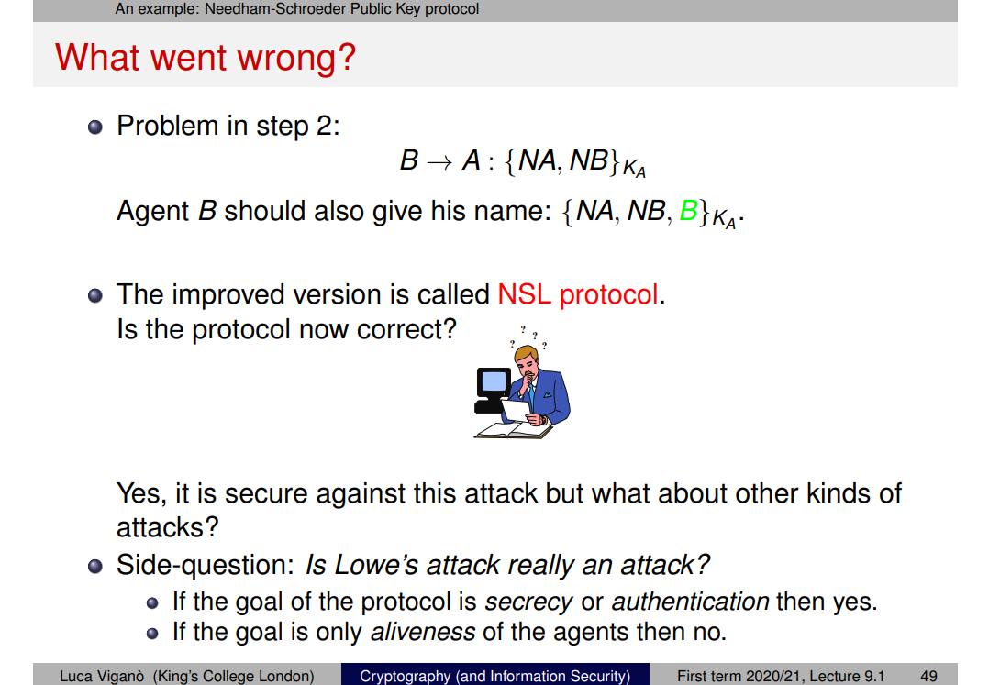 An example: Needham-Schroeder Public Key protocol
What went wrong?
Problem in step 2:
B → A : {NA, NB}K_A
Agent B should also give his name: {NA, NB, B}K_A.
The improved version is called NSL protocol.
Is the protocol now correct?
? ? ? ?
Yes, it is secure against this attack but what about other kinds of
attacks?
Side-question: Is Lowe's attack really an attack?
If the goal of the protocol is secrecy or authentication then yes.
If the goal is only aliveness of the agents then no.
Luca Viganò (King's College London) Cryptography (and Information Security) First term 2020/21, Lecture 9.1 49